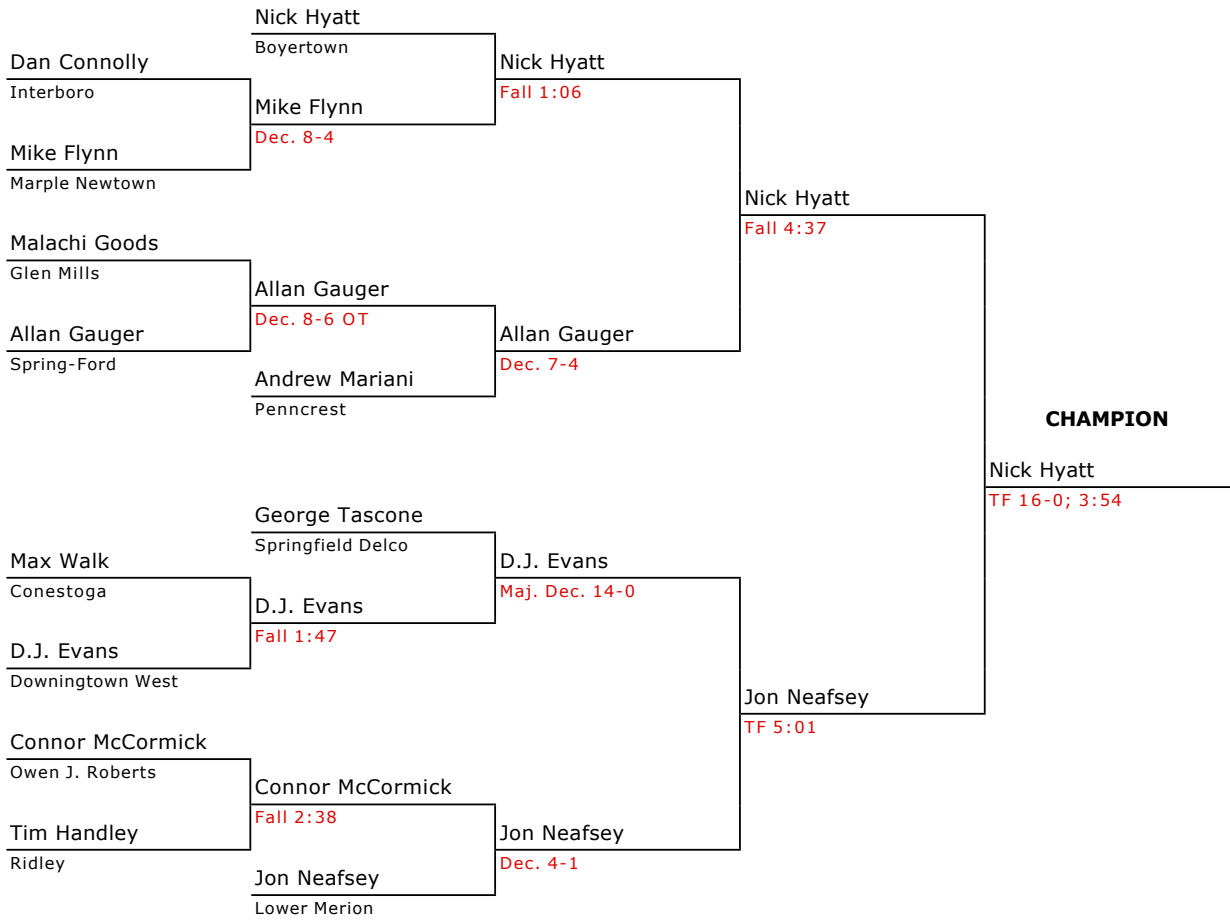 Nick Hyatt
Boyertown
Dan Connolly
Interboro
Nick Hyatt
Fall 1:06
Mike Flynn
Dec. 8-4
Mike Flynn
Marple Newtown
Nick Hyatt
Fall 4:37
Malachi Goods
Glen Mills
Allan Gauger
Dec. 8-6 OT
Allan Gauger
Spring-Ford
Allan Gauger
Dec. 7-4
Andrew Mariani
Penncrest
CHAMPION
Nick Hyatt
TF 16-0; 3:54
George Tascone
Springfield Delco
Max Walk
Conestoga
D.J. Evans
Maj. Dec. 14-0
D.J. Evans
Fall 1:47
D.J. Evans
Downingtown West
Jon Neafsey
TF 5:01
Connor McCormick
Owen J. Roberts
Connor McCormick
Fall 2:38
Tim Handley
Ridley
Jon Neafsey
Dec. 4-1
Jon Neafsey
Lower Merion